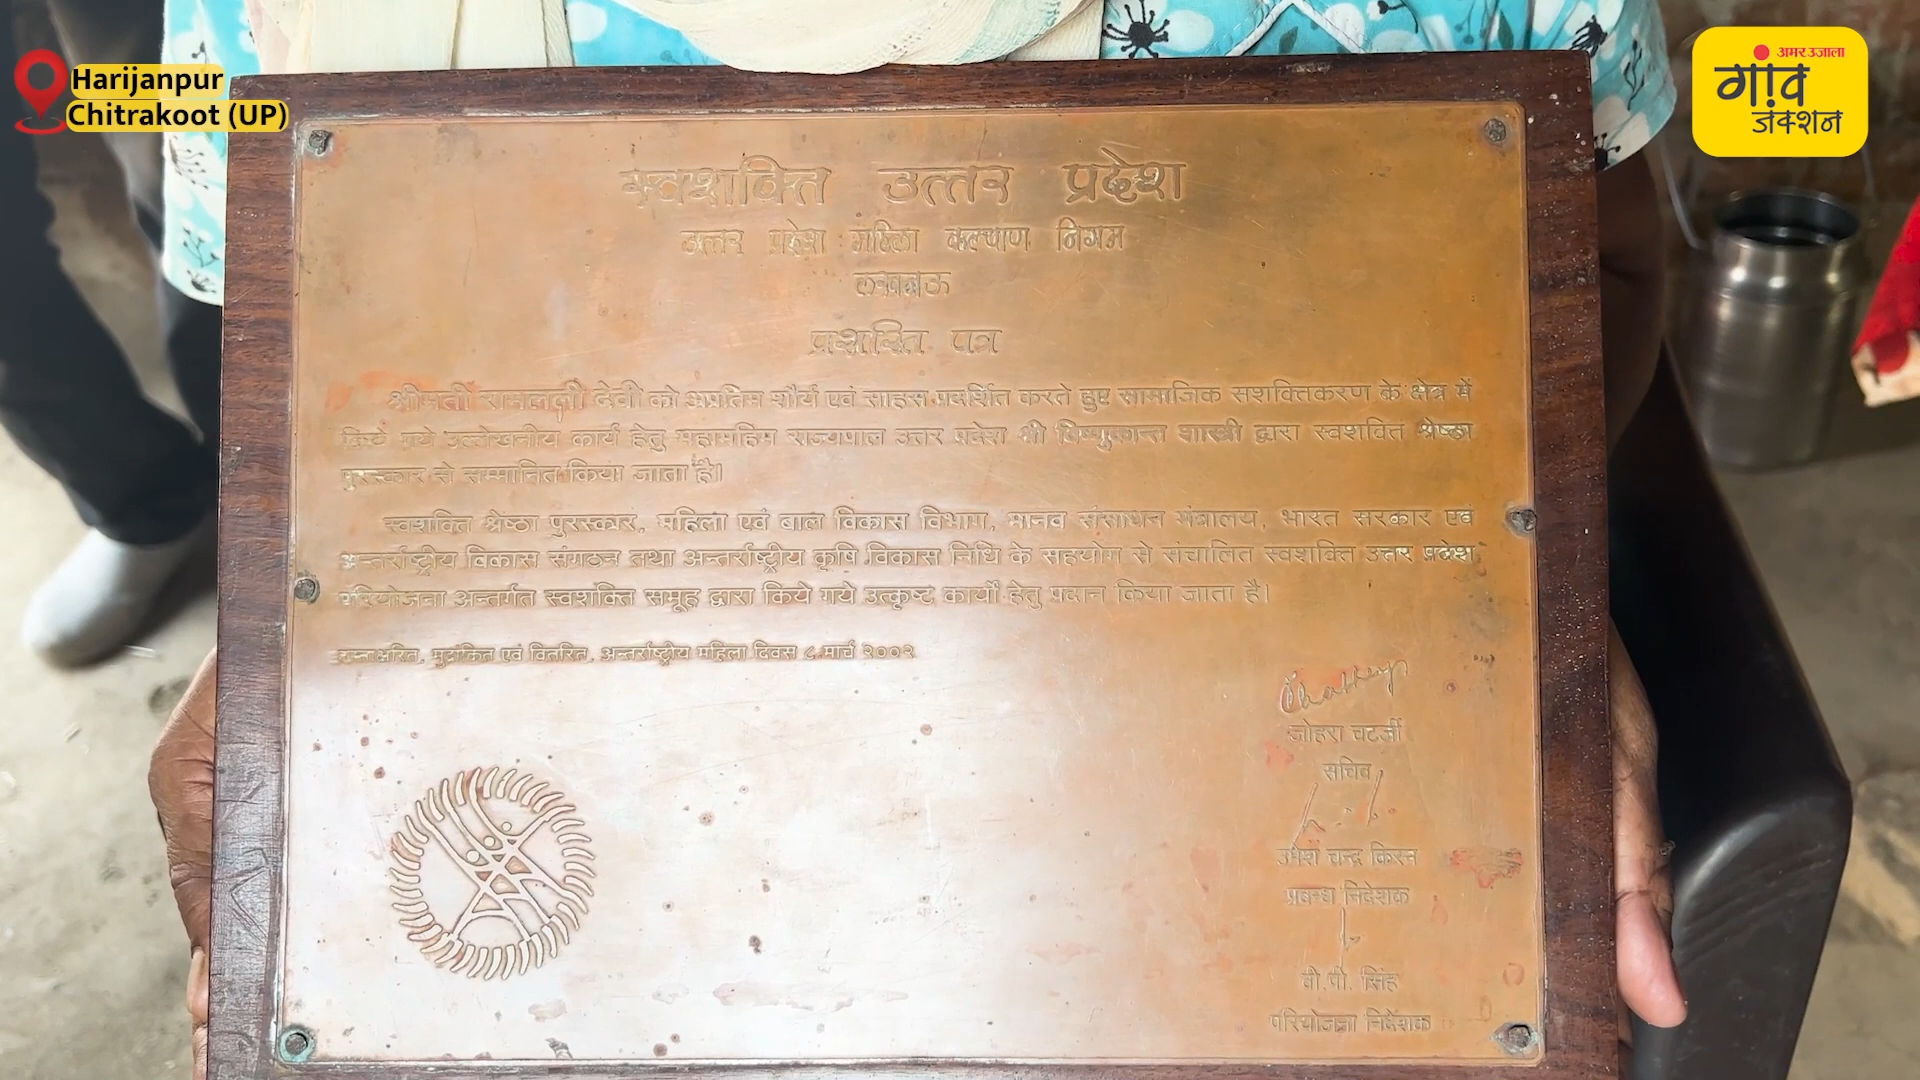 Harijanpur
Chitrakoot (UP)
अमर उजाला
गांव
जंक्शन
स्वशक्ति उत्तर प्रदेश
उत्तर प्रदेश महिला कल्याण निगम
लखनऊ
प्रशस्ति पत्र
श्रीमती रामलली देवी को अप्रतिम शौर्य एवं साहस प्रदर्शित करते हुए सामाजिक सशक्तिकरण के क्षेत्र में
किये गये उल्लेखनीय कार्य हेतु महामहिम राज्यपाल उत्तर प्रदेश श्री विष्णुकान्त शास्त्री द्वारा स्वशक्ति श्रेष्ठा
पुरस्कार से सम्मानित किया जाता है।
स्वशक्ति श्रेष्ठा पुरस्कार, महिला एवं बाल विकास विभाग, मानव संसाधन मंत्रालय, भारत सरकार एवं
अन्तर्राष्ट्रीय विकास संगठन तथा अन्तर्राष्ट्रीय कृषि विकास निधि के सहयोग से संचालित स्वशक्ति उत्तर प्रदेश
परियोजना अन्तर्गत स्वशक्ति समूह द्वारा किये गये उत्कृष्ट कार्यों हेतु प्रदान किया जाता है।
हस्ताक्षरित, मुद्रांकित एवं वितरित, अन्तर्राष्ट्रीय महिला दिवस ८ मार्च २००२
जोहरा चटर्जी
सचिव
उमेश चन्द्र
प्रबन्ध निदेशक
बी.पी. सिंह
परियोजना निदेशक